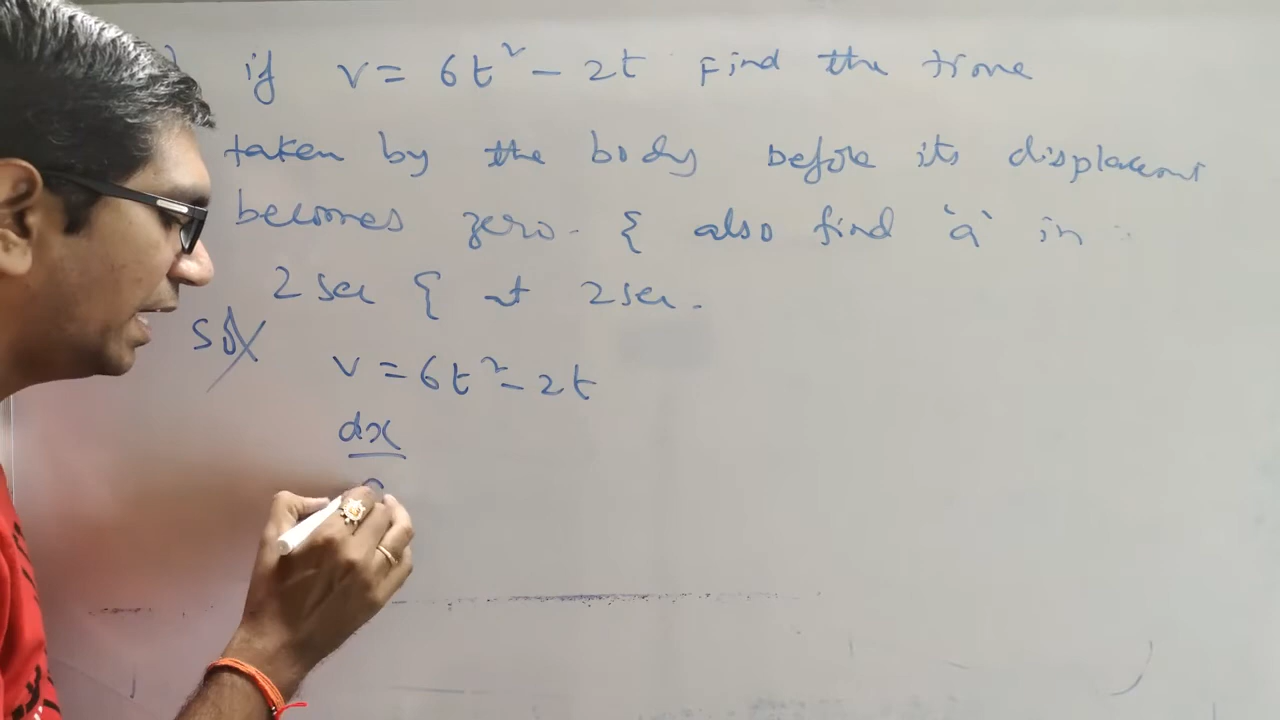 if v = 6t² - 2t Find the time
taken by the body before its displacement
becomes zero. { also find 'a' in
2 sec { at 2 sec.
Sol
v = 6t² - 2t
dx